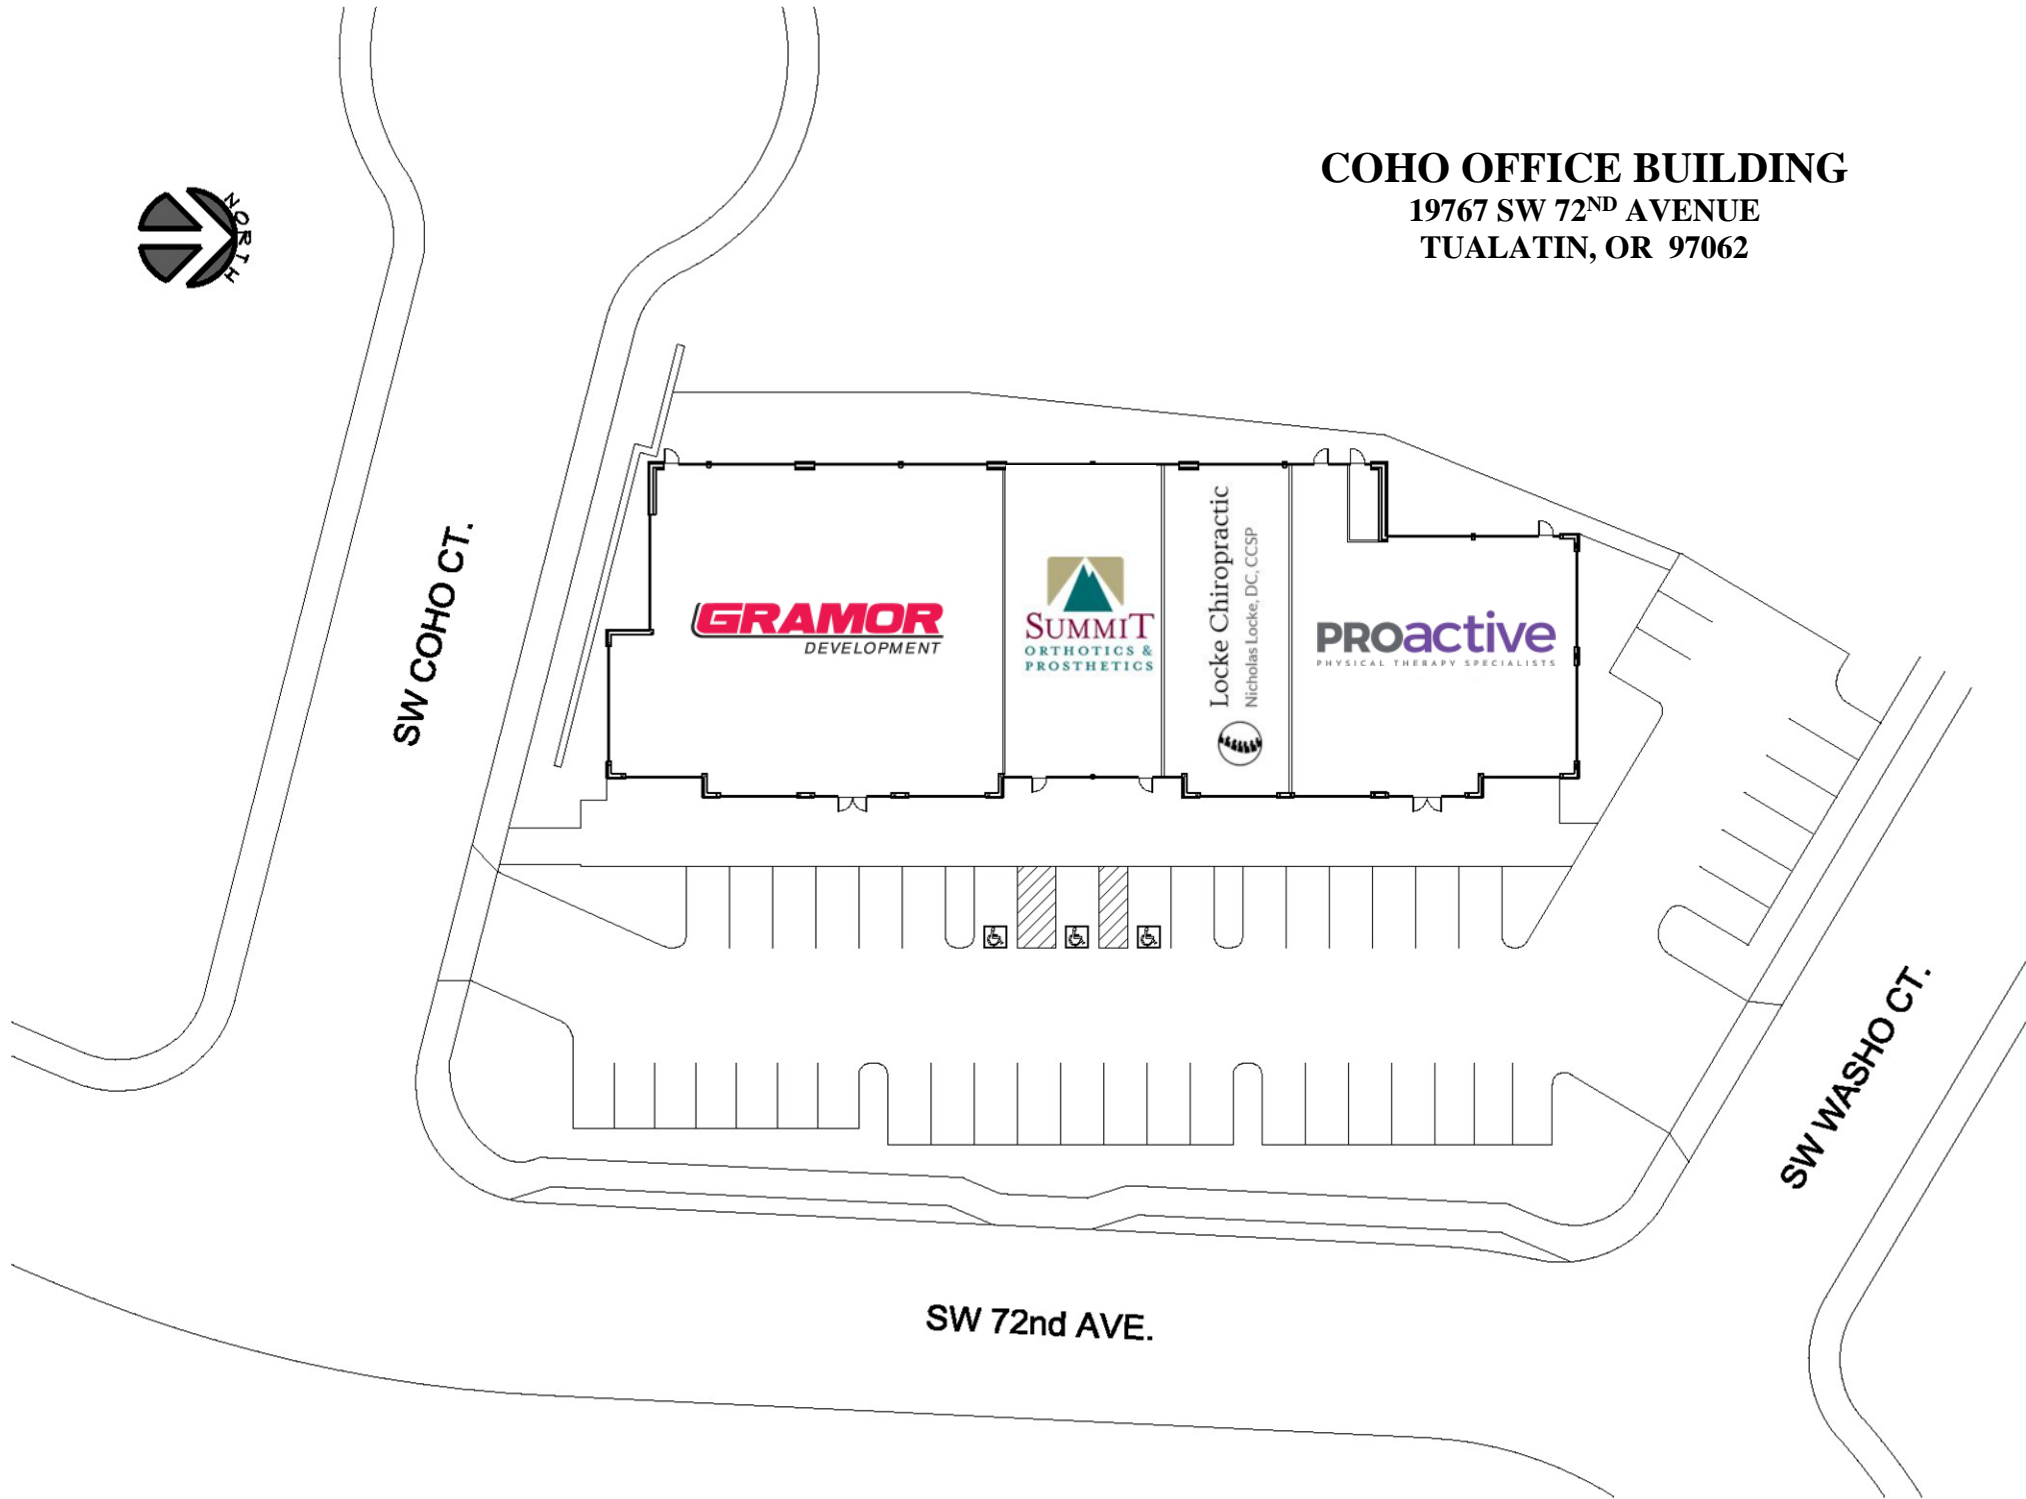 COHO OFFICE BUILDING
19767 SW 72ND AVENUE
TUALATIN, OR 97062
NORTH
SW COHO CT.
GRAMOR
DEVELOPMENT
SUMMIT
ORTHOTICS &
PROSTHETICS
Locke Chiropractic
Nicholas Locke, DC, CCSP
PROactive
PHYSICAL THERAPY SPECIALISTS
SW WASHO CT.
SW 72nd AVE.